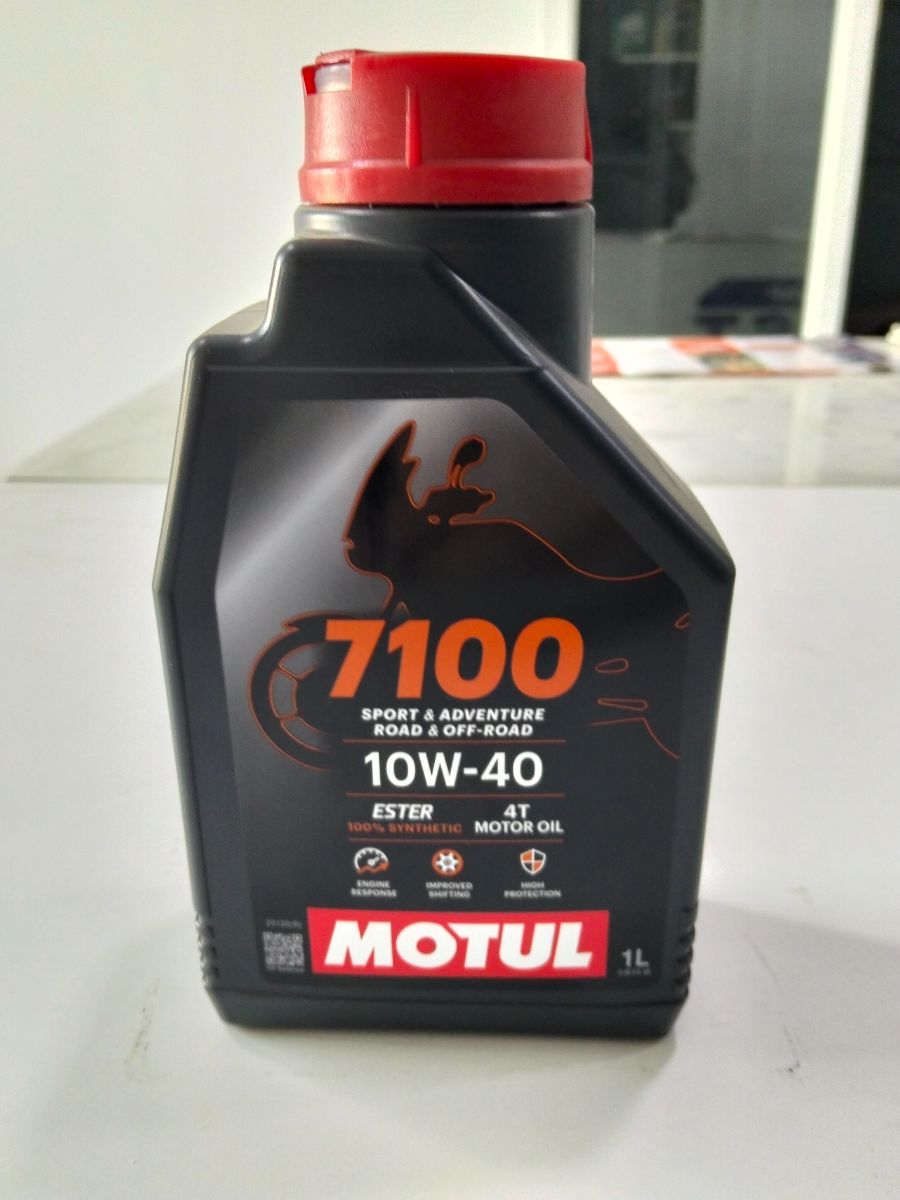 7100
SPORT & ADVENTURE
ROAD & OFF-ROAD
10W-40
ESTER
100% SYNTHETIC
4T
MOTOR OIL
ENGINE
RESPONSE
IMPROVED
SHIFTING
HIGH
PROTECTION
MOTUL
1L